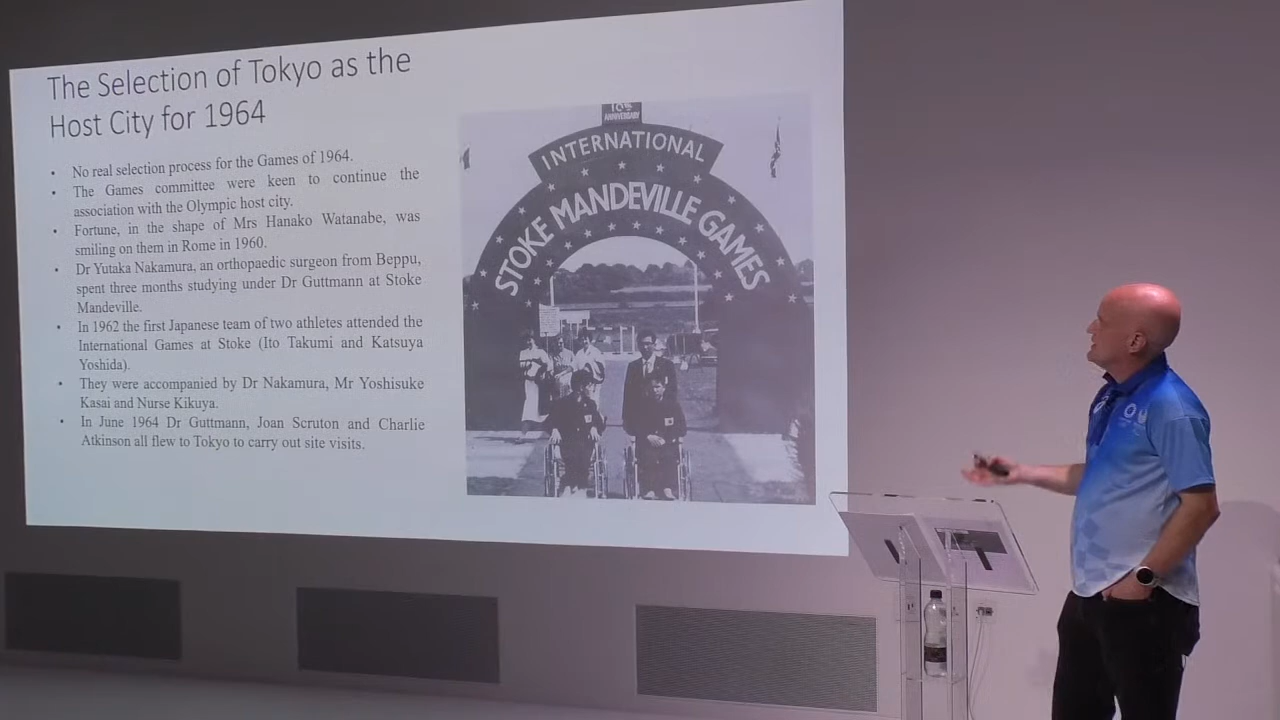 The Selection of Tokyo as the
Host City for 1964
• No real selection process for the Games of 1964.
• The Games committee were keen to continue the
association with the Olympic host city.
• Fortune, in the shape of Mrs Hanako Watanabe, was
smiling on them in Rome in 1960.
• Dr Yutaka Nakamura, an orthopaedic surgeon from Beppu,
spent three months studying under Dr Guttmann at Stoke
Mandeville.
• In 1962 the first Japanese team of two athletes attended the
International Games at Stoke (Ito Takumi and Katsuya
Yoshida).
• They were accompanied by Dr Nakamura, Mr Yoshisuke
Kasai and Nurse Kikuya.
• In June 1964 Dr Guttmann, Joan Scruton and Charlie
Atkinson all flew to Tokyo to carry out site visits.
ANNIVERSARY
INTERNATIONAL
STOKE MANDEVILLE GAMES